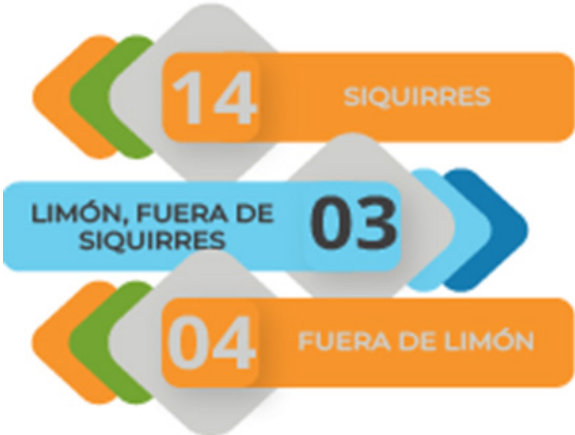 14 SIQUIRRES
LIMÓN, FUERA DE
SIQUIRRES 03
04 FUERA DE LIMÓN